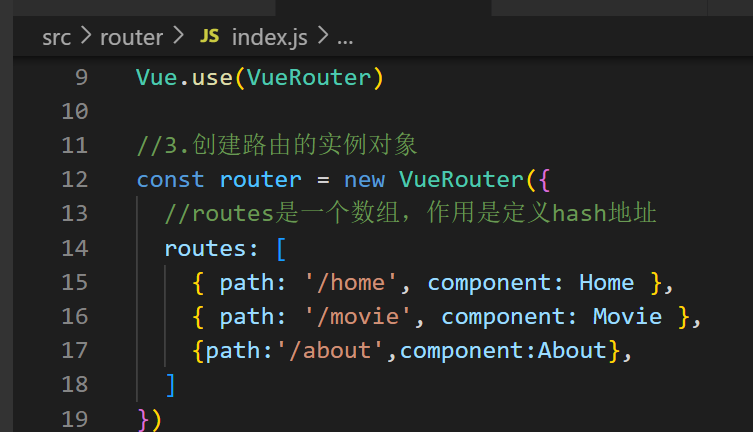 src > router > JS index.js > ...
9 Vue.use(VueRouter)
10
11 //3.创建路由的实例对象
12 const router = new VueRouter({
13 //routes是一个数组，作用是定义hash地址
14 routes: [
15 { path: '/home', component: Home },
16 { path: '/movie', component: Movie },
17 {path:'/about',component:About},
18 ]
19 })